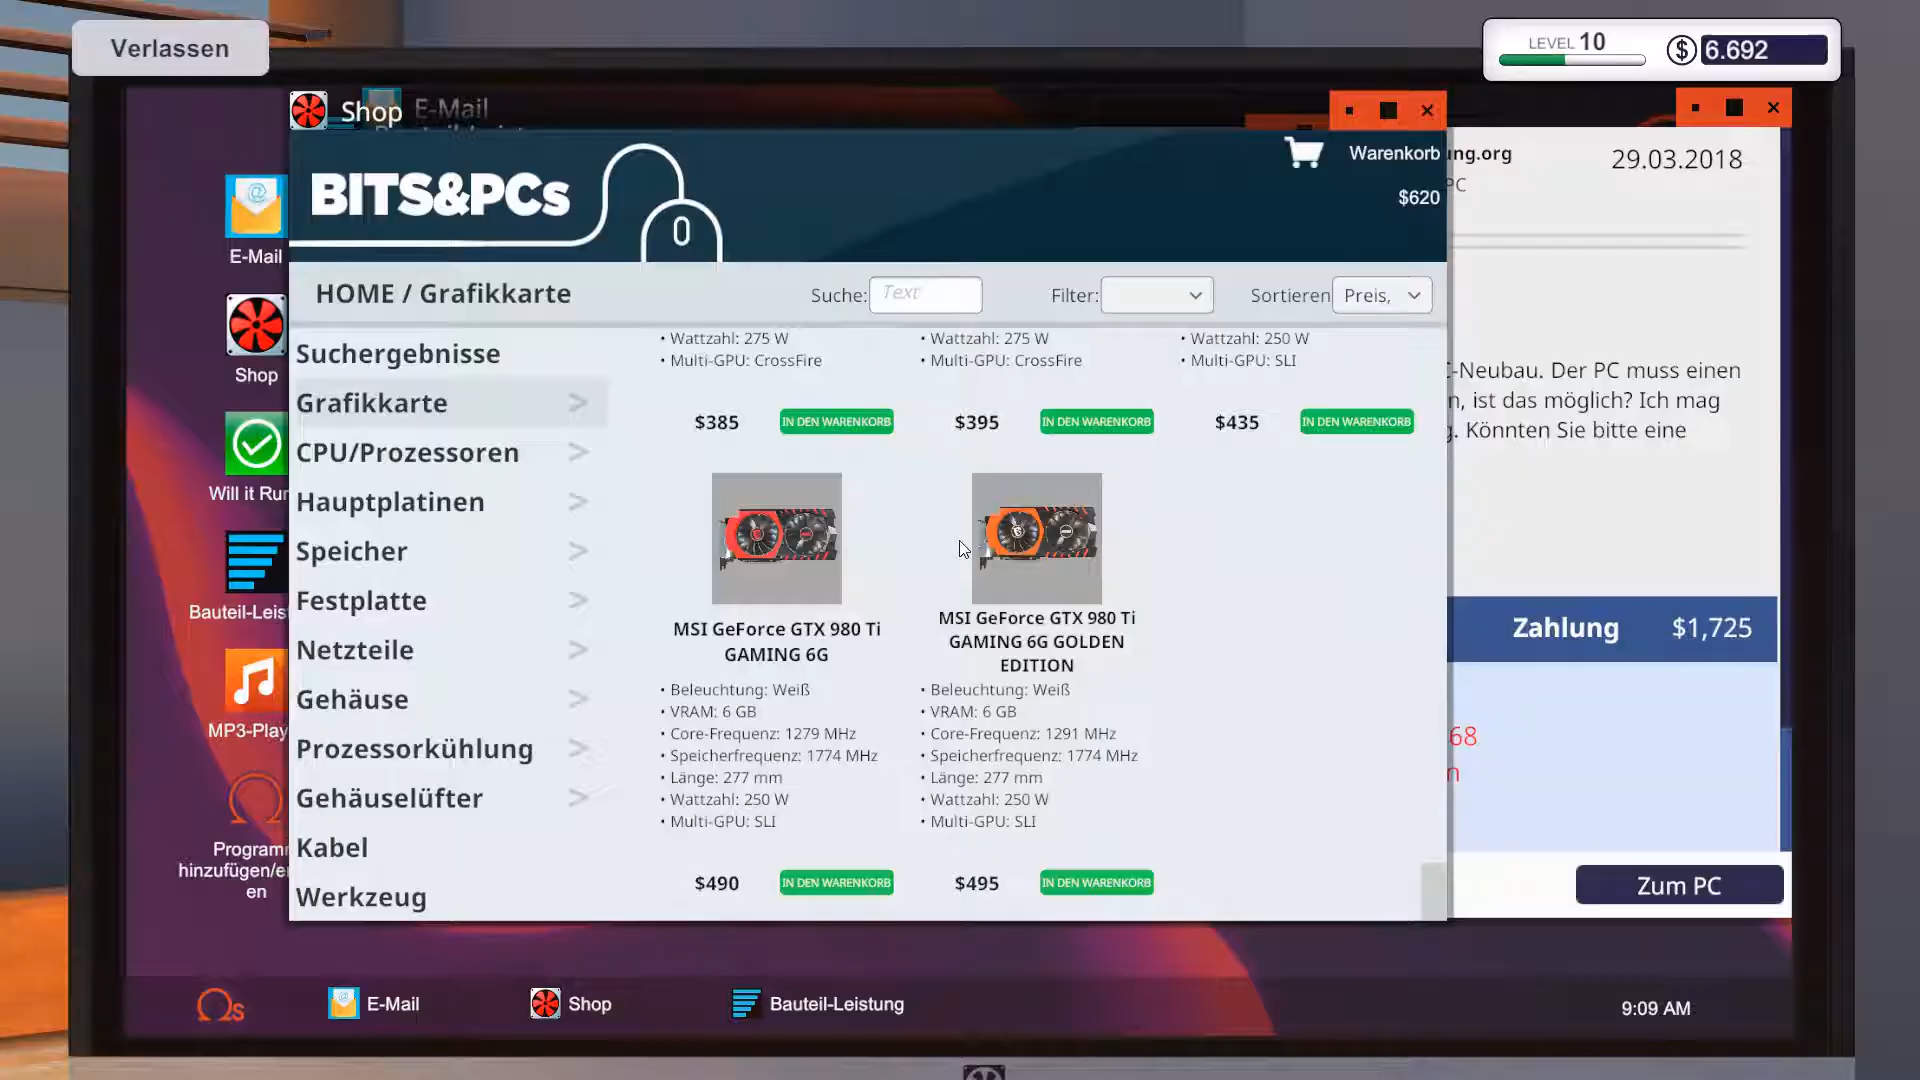 Verlassen
LEVEL 10
$ 6.692
Shop
E-Mail
BITS&PCs
Warenkorb
$620
ung.org
29.03.2018
PC
E-Mail
HOME / Grafikkarte
Suche:
Text
Filter:
Sortieren
Preis,
Shop
Will it Run
Bauteil-Leist
MP3-Play
Program
hinzufügen/e
en
Suchergebnisse
Grafikkarte >
CPU/Prozessoren >
Hauptplatinen >
Speicher >
Festplatte >
Netzteile >
Gehäuse >
Prozessorkühlung >
Gehäuselüfter >
Kabel
Werkzeug
• Wattzahl: 275 W
• Multi-GPU: CrossFire
$385
IN DEN WARENKORB
• Wattzahl: 275 W
• Multi-GPU: CrossFire
$395
IN DEN WARENKORB
• Wattzahl: 250 W
• Multi-GPU: SLI
$435
IN DEN WARENKORB
MSI GeForce GTX 980 Ti
GAMING 6G
• Beleuchtung: Weiß
• VRAM: 6 GB
• Core-Frequenz: 1279 MHz
• Speicherfrequenz: 1774 MHz
• Länge: 277 mm
• Wattzahl: 250 W
• Multi-GPU: SLI
$490
IN DEN WARENKORB
MSI GeForce GTX 980 Ti
GAMING 6G GOLDEN
EDITION
• Beleuchtung: Weiß
• VRAM: 6 GB
• Core-Frequenz: 1291 MHz
• Speicherfrequenz: 1774 MHz
• Länge: 277 mm
• Wattzahl: 250 W
• Multi-GPU: SLI
$495
IN DEN WARENKORB
-Neubau. Der PC muss einen
n, ist das möglich? Ich mag
g. Könnten Sie bitte eine
Zahlung $1,725
68
n
Zum PC
E-Mail
Shop
Bauteil-Leistung
9:09 AM